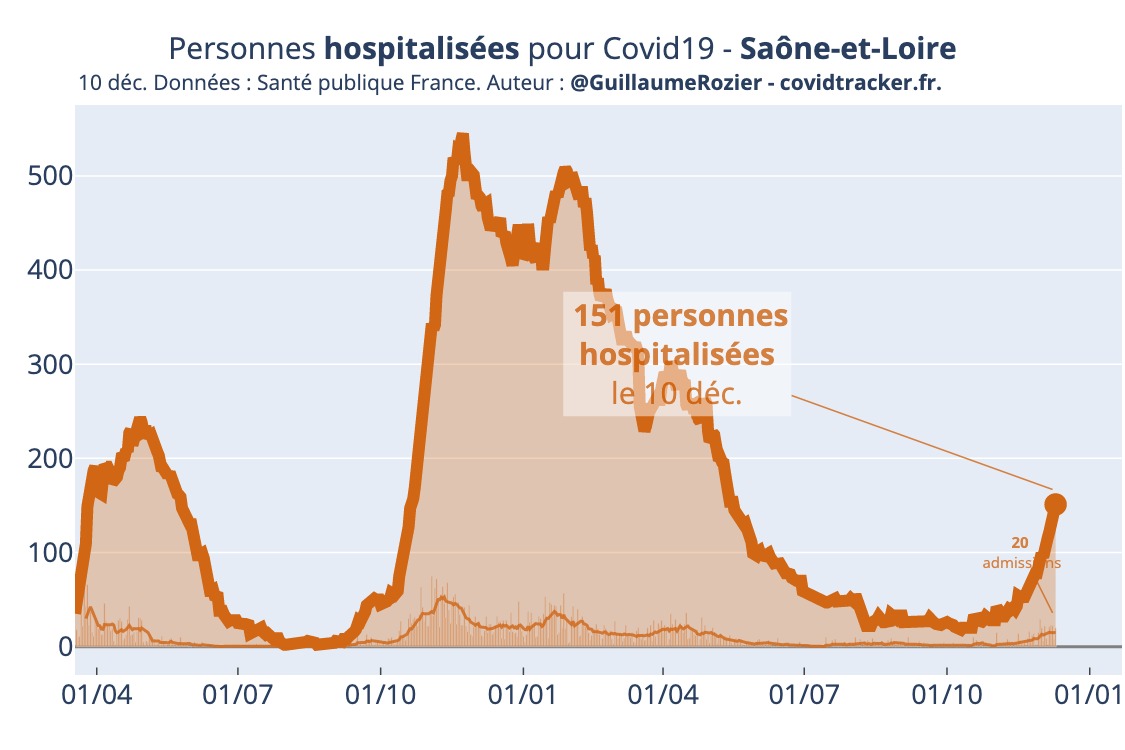 Personnes hospitalisées pour Covid19 - Saône-et-Loire
10 déc. Données : Santé publique France. Auteur : @GuillaumeRozier - covidtracker.fr.
500
400
300
200
100
0
151 personnes
hospitalisées
le 10 déc.
20
admissions
01/04 01/07 01/10 01/01 01/04 01/07 01/10 01/01